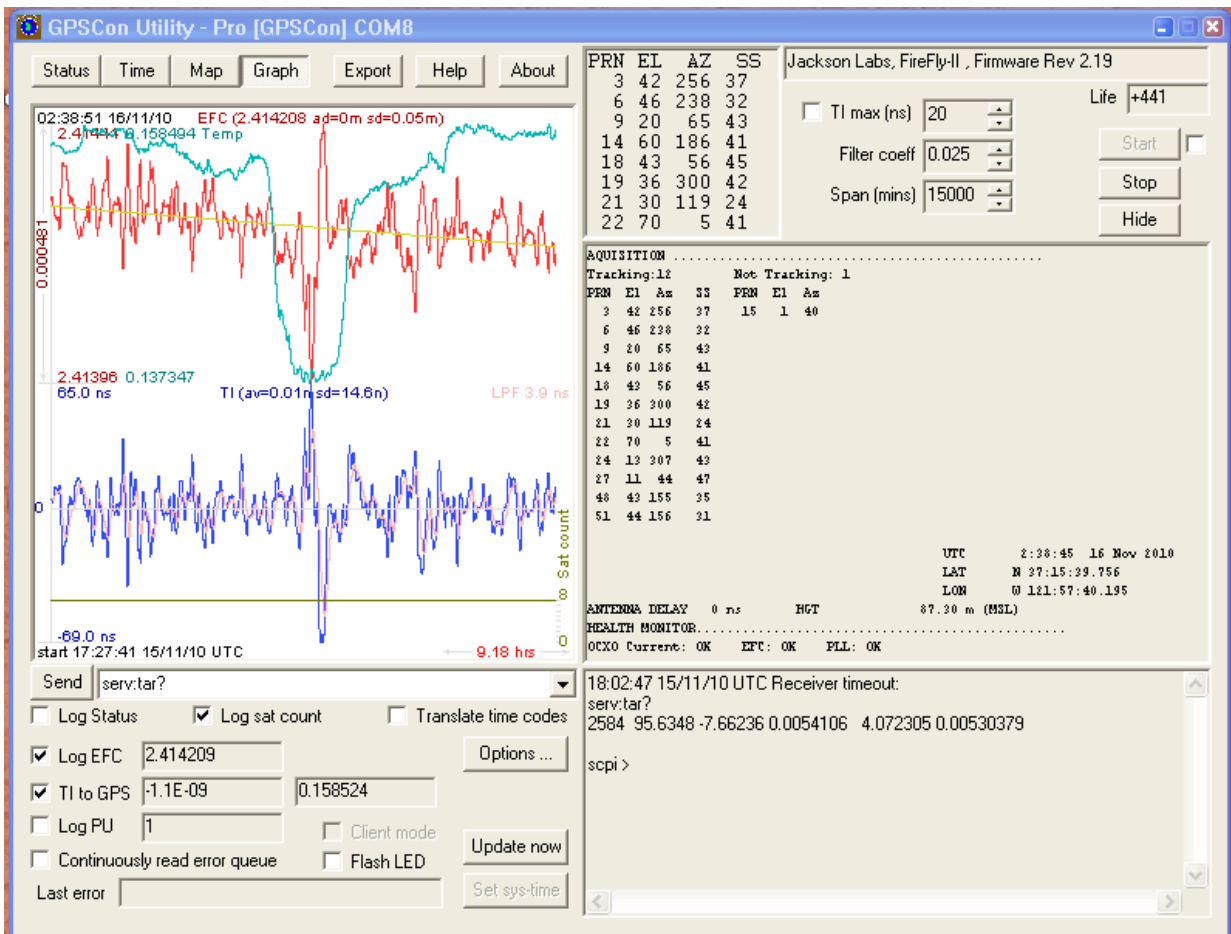 GPSCon Utility - Pro [GPSCon] COM8
Status Time Map Graph Export Help About
02:38:51 16/11/10 EFC (2.414208 ad=0m sd=0.05m)
2.41444 0.158494 Temp
0.000481
2.41396 0.137347
65.0 ns TI (av=0.01n sd=14.6n) LPF 3.9 ns
0
Sat count
8
0
-69.0 ns
start 17:27:41 15/11/10 UTC 9.18 hrs
PRN EL AZ SS
3 42 256 37
6 46 238 32
9 20 65 43
14 60 186 41
18 43 56 45
19 36 300 42
21 30 119 24
22 70 5 41
Jackson Labs, FireFly-II , Firmware Rev 2.19
Life +441
TI max (ns) 20
Filter coeff 0.025
Span (mins) 15000
Start
Stop
Hide
AQUISITION ................................................
Tracking:12 Not Tracking: 1
PRN El Az SS PRN El Az
3 42 256 37 15 1 40
6 46 238 32
9 20 65 43
14 60 186 41
18 43 56 45
19 36 300 42
21 30 119 24
22 70 5 41
24 13 307 43
27 11 44 47
48 43 155 35
51 44 156 31
UTC 2:38:45 16 Nov 2010
LAT N 37:15:39.756
LON W 121:57:40.195
ANTENNA DELAY 0 ns HGT 87.30 m (MSL)
HEALTH MONITOR................................................
OCXO Current: OK EFC: OK PLL: OK
Send serv:tar?
Log Status Log sat count Translate time codes
Log EFC 2.414209 Options ...
TI to GPS -1.1E-09 0.158524
Log PU 1 Client mode
Update now
Continuously read error queue Flash LED
Last error Set sys-time
18:02:47 15/11/10 UTC Receiver timeout:
serv:tar?
2584 95.6348 -7.66236 0.0054106 4.072305 0.00530379
scpi >